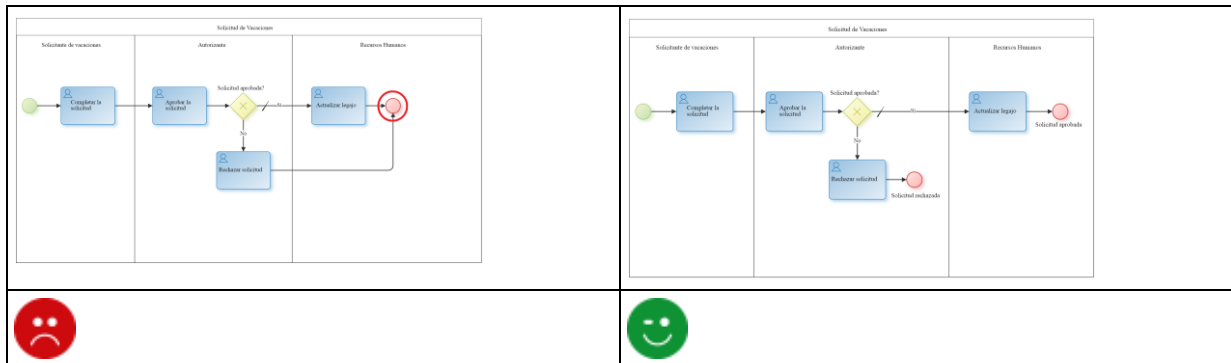 Solicitud de Vacaciones
Solicitante de vacaciones
Autorizante
Recursos Humanos
Completar la
solicitud
Aprobar la
solicitud
Solicitud aprobada?
Si
Actualizar legajo
No
Rechazar solicitud
Solicitud de Vacaciones
Solicitante de vacaciones
Autorizante
Recursos Humanos
Completar la
solicitud
Aprobar la
solicitud
Solicitud aprobada?
Si
Actualizar legajo
Solicitud aprobada
No
Rechazar solicitud
Solicitud rechazada